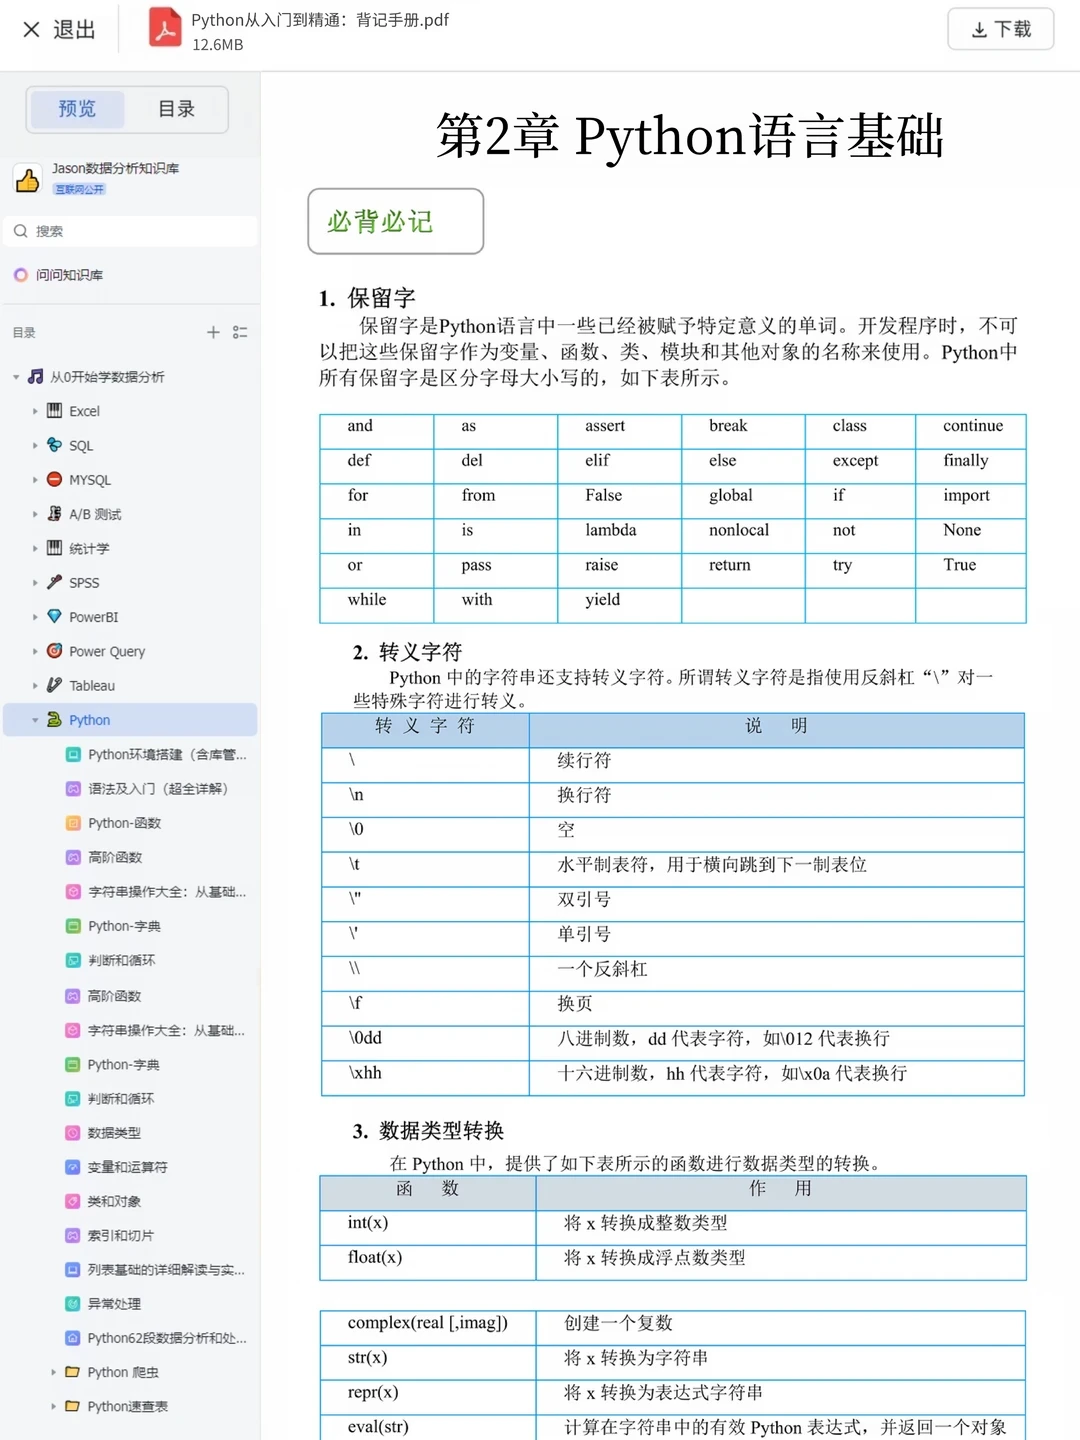 退出
Python从入门到精通：背记手册.pdf
12.6MB
下载
预览 目录
Jason数据分析知识库
互联网公开
搜索
问问知识库
目录
从0开始学数据分析
Excel
SQL
MYSQL
A/B 测试
统计学
SPSS
PowerBI
Power Query
Tableau
Python
Python环境搭建（含库管...
语法及入门（超全详解）
Python-函数
高阶函数
字符串操作大全：从基础...
Python-字典
判断和循环
高阶函数
字符串操作大全：从基础...
Python-字典
判断和循环
数据类型
变量和运算符
类和对象
索引和切片
列表基础的详细解读与实...
异常处理
Python62段数据分析和处...
Python 爬虫
Python速查表
第2章 Python语言基础
必背必记
1. 保留字
保留字是Python语言中一些已经被赋予特定意义的单词。开发程序时，不可
以把这些保留字作为变量、函数、类、模块和其他对象的名称来使用。Python中
所有保留字是区分字母大小写的，如下表所示。
and as assert break class continue
def del elif else except finally
for from False global if import
in is lambda nonlocal not None
or pass raise return try True
while with yield
2. 转义字符
Python 中的字符串还支持转义字符。所谓转义字符是指使用反斜杠“\”对一
些特殊字符进行转义。
转 义 字 符 说 明
\ 续行符
\n 换行符
\0 空
\t 水平制表符，用于横向跳到下一制表位
\" 双引号
\' 单引号
\\ 一个反斜杠
\f 换页
\0dd 八进制数，dd 代表字符，如\012 代表换行
\xhh 十六进制数，hh 代表字符，如\x0a 代表换行
3. 数据类型转换
在 Python 中，提供了如下表所示的函数进行数据类型的转换。
函 数 作 用
int(x) 将 x 转换成整数类型
float(x) 将 x 转换成浮点数类型
complex(real [,imag]) 创建一个复数
str(x) 将 x 转换为字符串
repr(x) 将 x 转换为表达式字符串
eval(str) 计算在字符串中的有效 Python 表达式，并返回一个对象